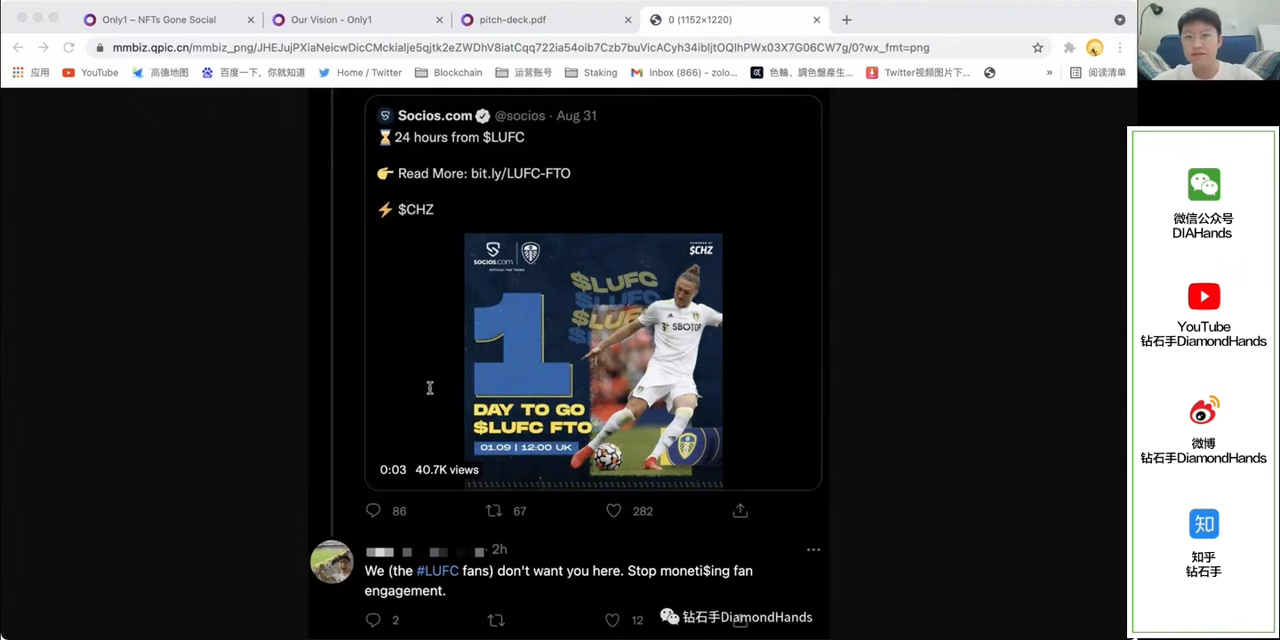 Only1 – NFTs Gone Social
Our Vision - Only1
pitch-deck.pdf
0 (1152×1220)
mmbiz.qpic.cn/mmbiz_png/JHEJujPXiaNeicwDicCMckialje5qjtk2eZWDhV8iatCqq722ia54oib7Czb7buVicACyh34ibljtOQIhPWx03X7G06CW7g/0?wx_fmt=png
应用
YouTube
高德地图
百度一下，你就知道
Home / Twitter
Blockchain
运营账号
Staking
Inbox (866) - zolo...
色輪、調色盤產生...
Twitter视频图片下...
»
阅读清单
Socios.com @socios · Aug 31
24 hours from $LUFC
Read More: bit.ly/LUFC-FTO
$CHZ
socios.com
OFFICIAL FAN TOKEN
POWERED BY
$CHZ
$LUFC
$LUFC
$LUFC
SBOTOP
1
DAY TO GO
$LUFC FTO
01.09 | 12:00 UK
0:03 40.7K views
86
67
282
· 2h
We (the #LUFC fans) don't want you here. Stop moneti$ing fan
engagement.
2
12
钻石手DiamondHands
微信公众号
DIAHands
YouTube
钻石手DiamondHands
微博
钻石手DiamondHands
知
知乎
钻石手